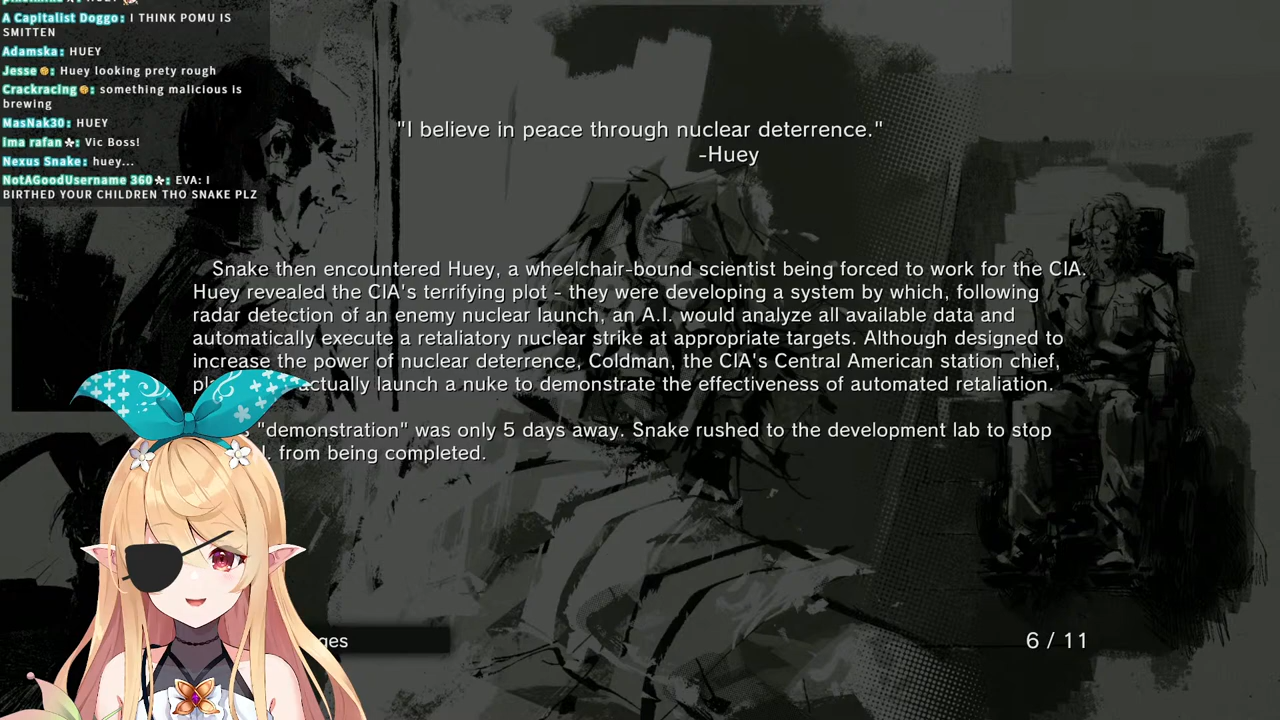 A Capitalist Doggo: I THINK POMU IS
SMITTEN
Adamska: HUEY
Jesse: Huey looking prety rough
Crackracing: something malicious is
brewing
MasNak30: HUEY
Ima rafan: Vic Boss!
Nexus Snake: huey...
NotAGoodUsername 360: EVA: I
BIRTHED YOUR CHILDREN THO SNAKE PLZ
"I believe in peace through nuclear deterrence."
-Huey
Snake then encountered Huey, a wheelchair-bound scientist being forced to work for the CIA.
Huey revealed the CIA's terrifying plot - they were developing a system by which, following
radar detection of an enemy nuclear launch, an A.I. would analyze all available data and
automatically execute a retaliatory nuclear strike at appropriate targets. Although designed to
increase the power of nuclear deterrence, Coldman, the CIA's Central American station chief,
actually launch a nuke to demonstrate the effectiveness of automated retaliation.
"demonstration" was only 5 days away. Snake rushed to the development lab to stop
from being completed.
6 / 11